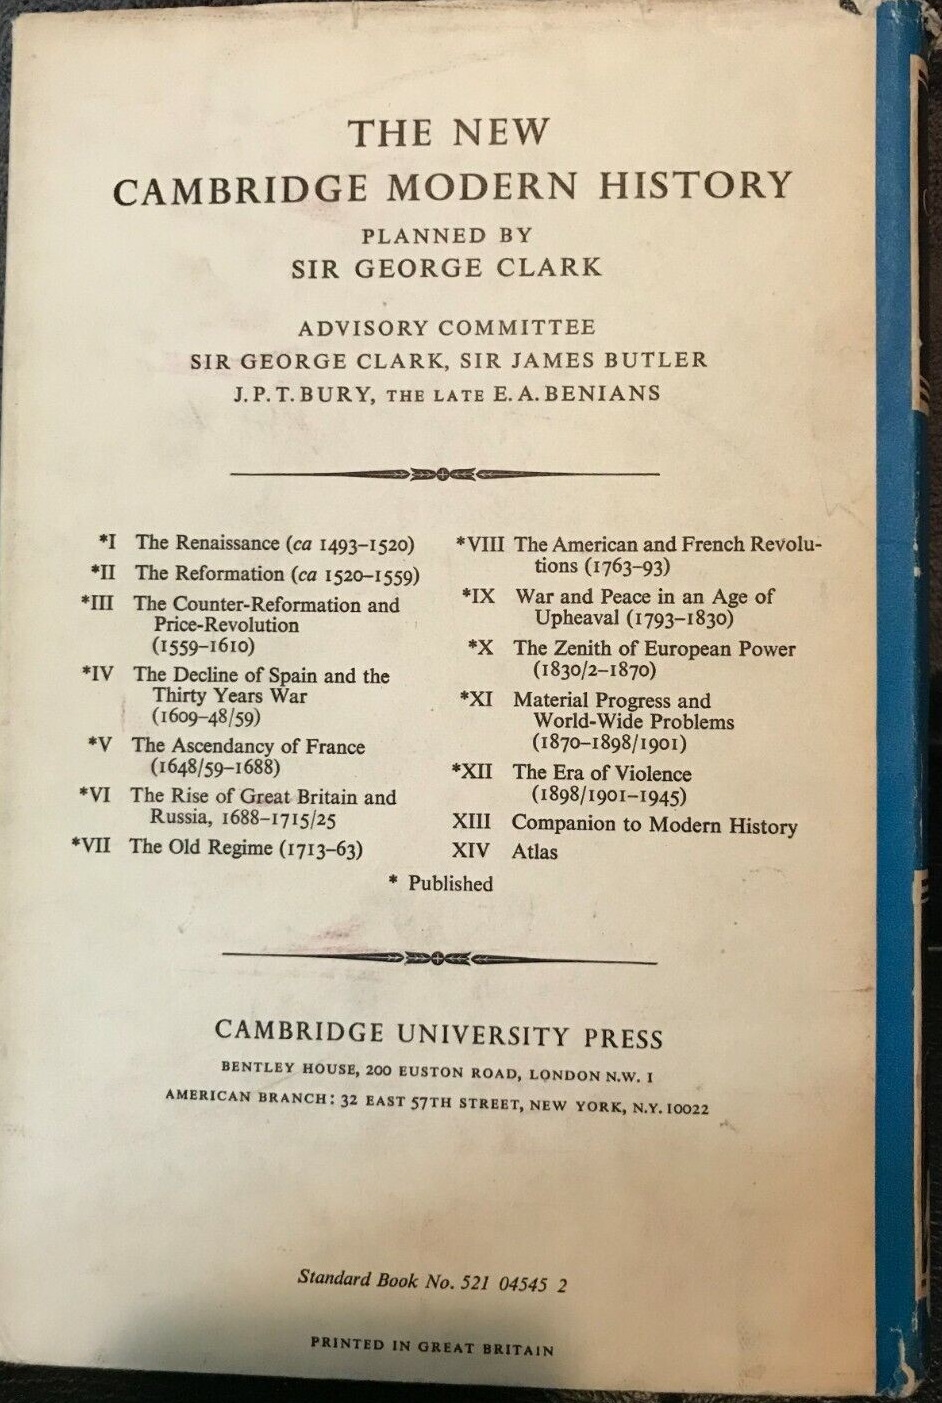 THE NEW
CAMBRIDGE MODERN HISTORY
PLANNED BY
SIR GEORGE CLARK
ADVISORY COMMITTEE
SIR GEORGE CLARK, SIR JAMES BUTLER
J.P.T. BURY, THE LATE E.A. BENIANS
*I The Renaissance (ca 1493–1520)
*II The Reformation (ca 1520–1559)
*III The Counter-Reformation and
Price-Revolution
(1559–1610)
*IV The Decline of Spain and the
Thirty Years War
(1609–48/59)
*V The Ascendancy of France
(1648/59–1688)
*VI The Rise of Great Britain and
Russia, 1688–1715/25
*VII The Old Regime (1713–63)
*VIII The American and French Revolu-
tions (1763–93)
*IX War and Peace in an Age of
Upheaval (1793–1830)
*X The Zenith of European Power
(1830/2–1870)
*XI Material Progress and
World-Wide Problems
(1870–1898/1901)
*XII The Era of Violence
(1898/1901–1945)
XIII Companion to Modern History
XIV Atlas
* Published
CAMBRIDGE UNIVERSITY PRESS
BENTLEY HOUSE, 200 EUSTON ROAD, LONDON N.W. 1
AMERICAN BRANCH: 32 EAST 57TH STREET, NEW YORK, N.Y. 10022
Standard Book No. 521 04545 2
PRINTED IN GREAT BRITAIN